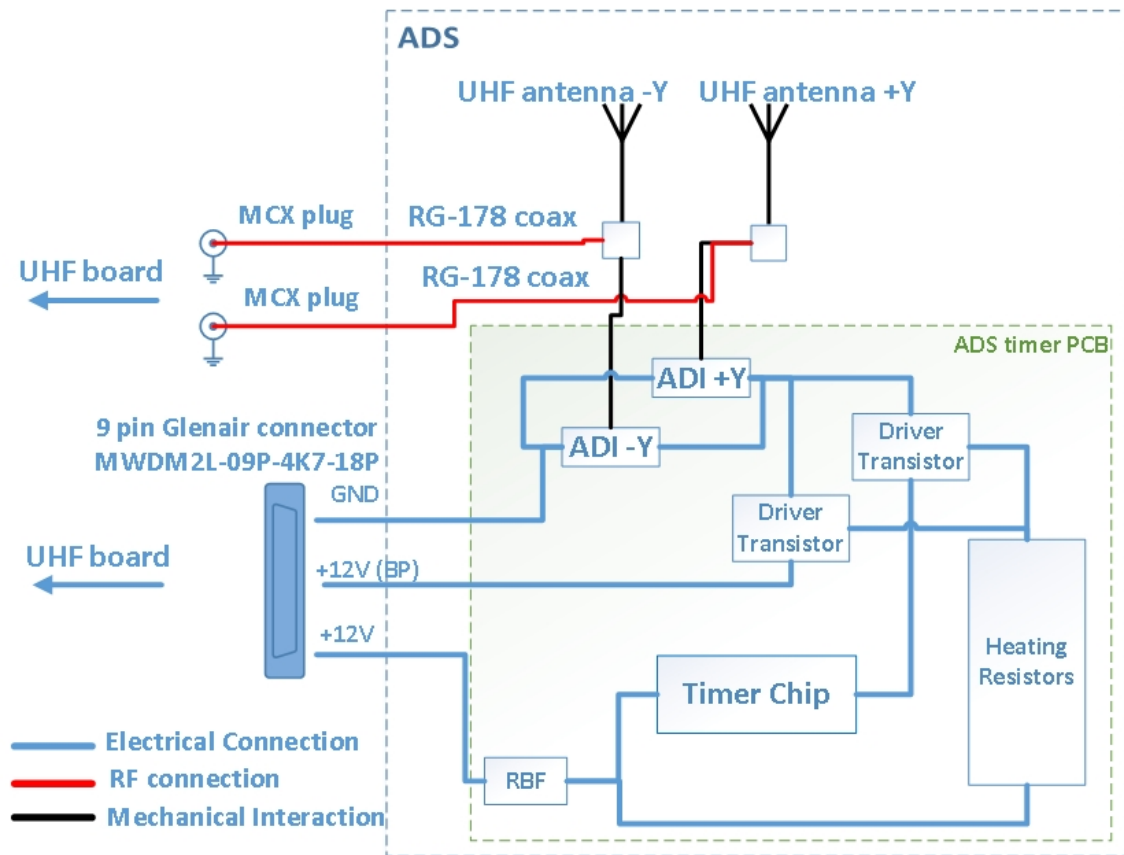 ADS
UHF antenna -Y
UHF antenna +Y
MCX plug
RG-178 coax
UHF board
RG-178 coax
MCX plug
ADS timer PCB
ADI +Y
9 pin Glenair connector
MWDM2L-09P-4K7-18P
ADI -Y
Driver
Transistor
GND
Driver
Transistor
UHF board
+12V (BP)
+12V
Heating
Resistors
Timer Chip
Electrical Connection
RF connection
RBF
Mechanical Interaction